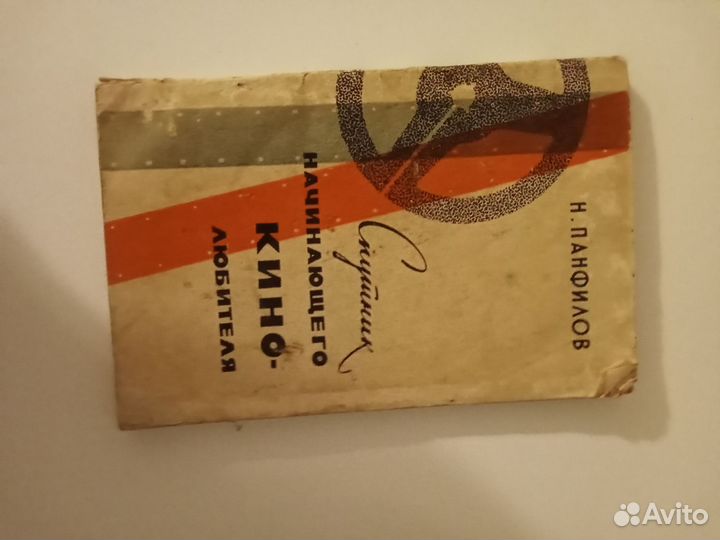 Н. ПАНФИЛОВ
Спутник
НАЧИНАЮЩЕГО
КИНО-
ЛЮБИТЕЛЯ
Avito